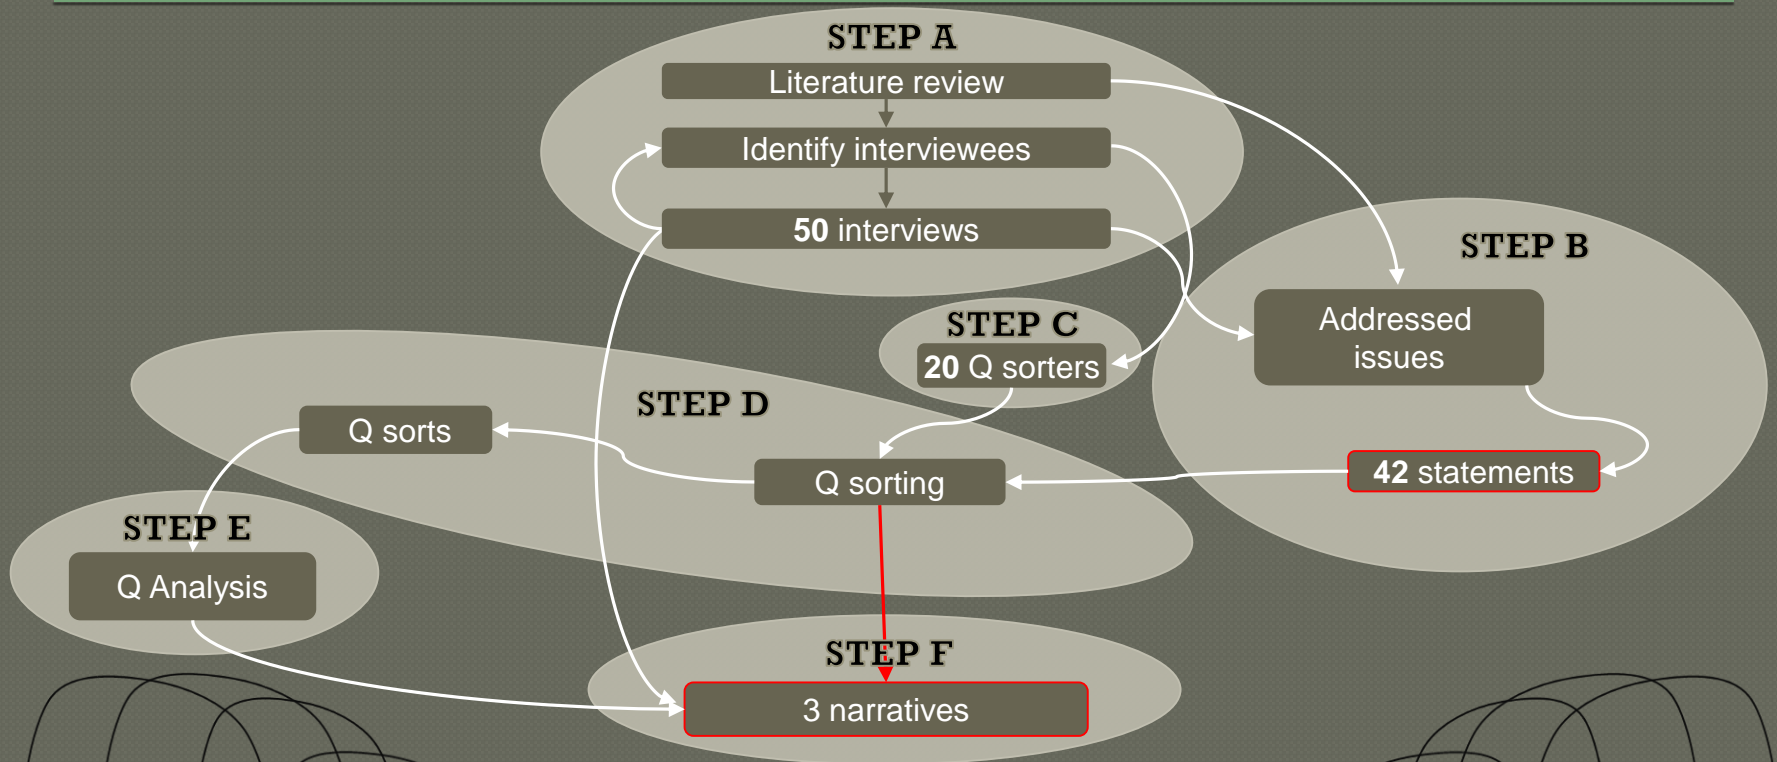 STEP A
Literature review
Identify interviewees
50 interviews
STEP B
Addressed
issues
42 statements
STEP C
20 Q sorters
STEP D
Q sorts
Q sorting
STEP E
Q Analysis
STEP F
3 narratives